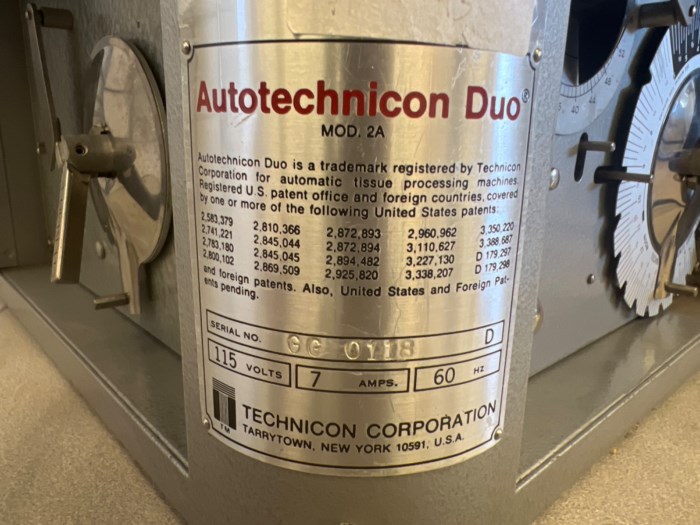 Autotechnicon Duo®
MOD. 2A
Autotechnicon Duo is a trademark registered by Technicon
Corporation for automatic tissue processing machines.
Registered U.S. patent office and foreign countries, covered
by one or more of the following United States patents:
2,583,379 2,810,366 2,872,893 2,960,962 3,350,220
2,741,221 2,845,044 2,872,894 3,110,627 3,388,687
2,783,180 2,845,045 2,894,482 3,227,130 D 179,297
2,800,102 2,869,509 2,925,820 3,338,207 D 179,298
and foreign patents. Also, United States and Foreign Pat-
ents pending.
SERIAL NO. GG 0118 D
115 VOLTS 7 AMPS. 60 HZ
TM
TECHNICON CORPORATION
TARRYTOWN, NEW YORK 10591, U.S.A.